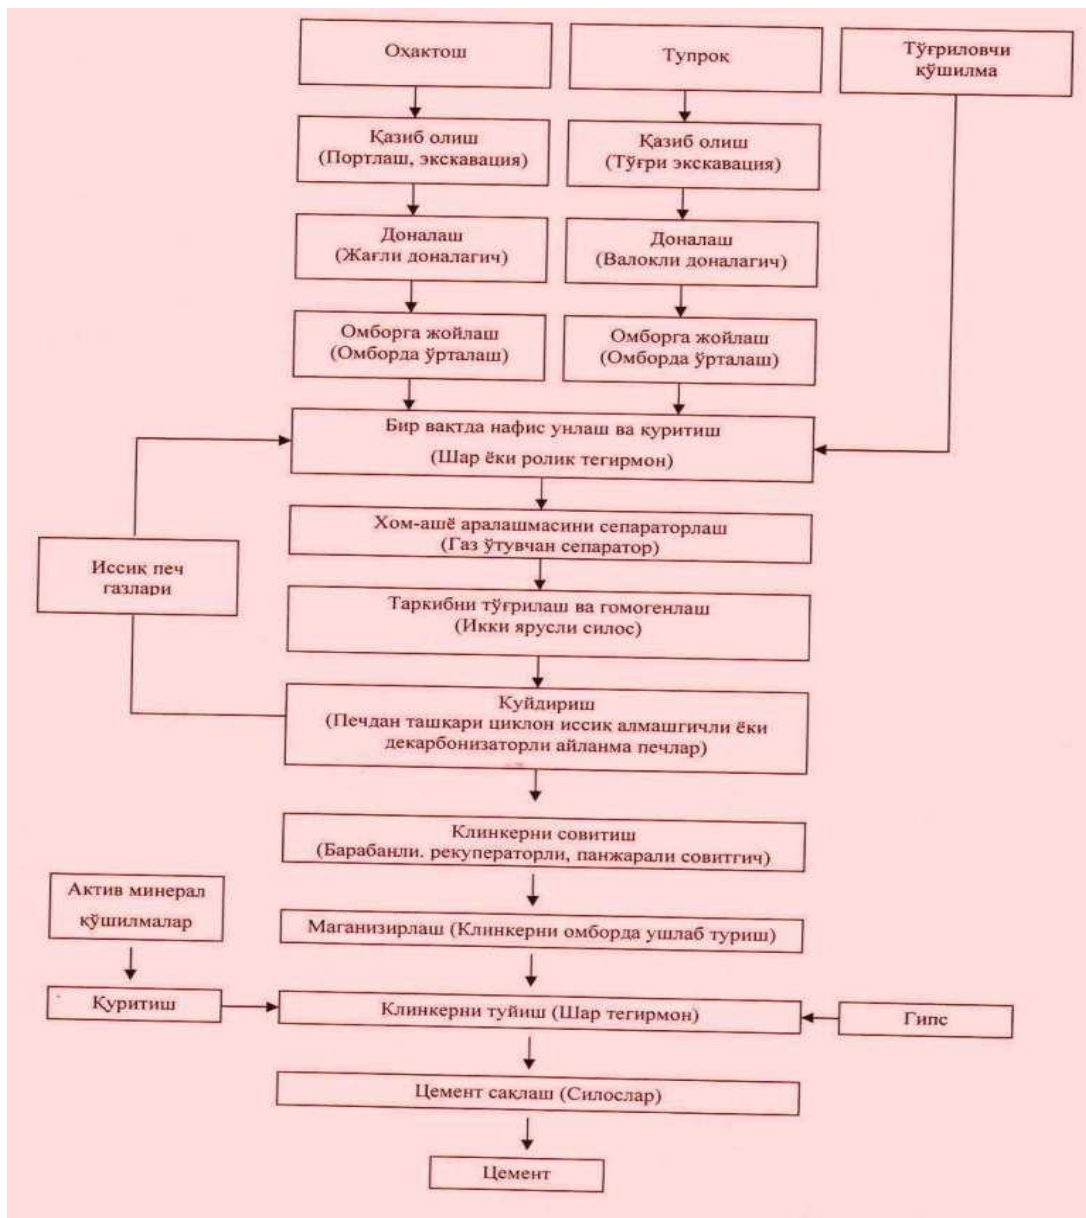 Оҳактош
Тупроқ
Тўғриловчи
қўшилма
Қазиб олиш
(Портлаш, экскавация)
Қазиб олиш
(Тўғри экскавация)
Доналаш
(Жағли доналагич)
Доналаш
(Валокли доналагич)
Омборга жойлаш
(Омборда ўрталаш)
Омборга жойлаш
(Омборда ўрталаш)
Бир вақтда нафис унлаш ва қуритиш
(Шар ёки ролик тегирмон)
Хом-ашё аралашмасини сепараторлаш
(Газ ўтувчан сепаратор)
Иссиқ печ
газлари
Таркибни тўғрилаш ва гомогенлаш
(Икки ярусли силос)
Куйдириш
(Печдан ташкари циклон иссиқ алмашгичли ёки
декарбонизаторли айланма печлар)
Клинкерни совитиш
(Барабанли. рекуператорли, панжарали совитгич)
Актив минерал
қўшилмалар
Маганизирлаш (Клинкерни омборда ушлаб туриш)
Қуритиш
Клинкерни туйиш (Шар тегирмон)
Гипс
Цемент сақлаш (Силослар)
Цемент